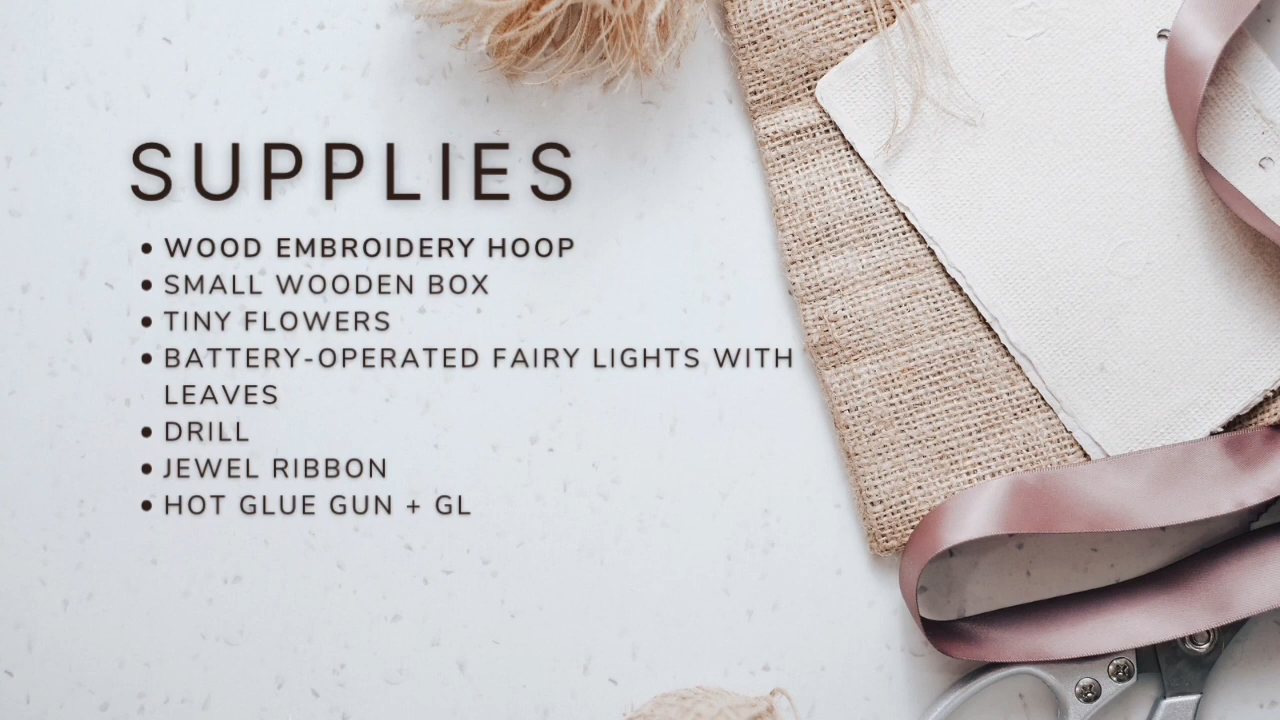 SUPPLIES
• WOOD EMBROIDERY HOOP
• SMALL WOODEN BOX
• TINY FLOWERS
• BATTERY-OPERATED FAIRY LIGHTS WITH
LEAVES
• DRILL
• JEWEL RIBBON
• HOT GLUE GUN + GL